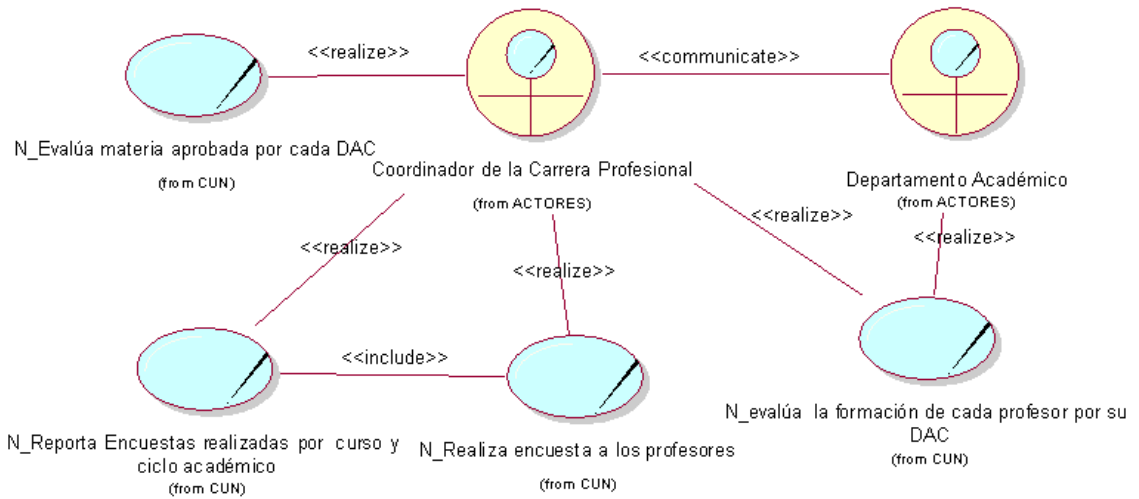 <<realize>>
<<communicate>>
N_Evalúa materia aprobada por cada DAC
(from CUN)
Coordinador de la Carrera Profesional
(from ACTORES)
Departamento Académico
(from ACTORES)
<<realize>>
<<realize>>
<<realize>>
<<realize>>
<<include>>
N_Reporta Encuestas realizadas por curso y
ciclo académico
(from CUN)
N_Realiza encuesta a los profesores
(from CUN)
N_evalúa la formación de cada profesor por su
DAC
(from CUN)